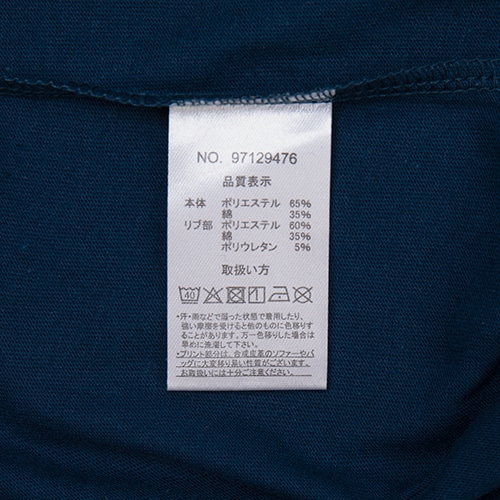 NO. 97129476
品質表示
本体 ポリエステル 65%
綿 35%
リブ部 ポリエステル 60%
綿 35%
ポリウレタン 5%
取扱い方
40
・汗・雨などで湿った状態で着用したり、
強い摩擦を受けると他のものに色移りす
ることがあります。万一色移りした場合は
早めに洗濯して下さい。
・プリント部分は、合成皮革のソファーやバ
ッグに大変移り易い性質がございます。
お取扱いには十分ご注意ください。